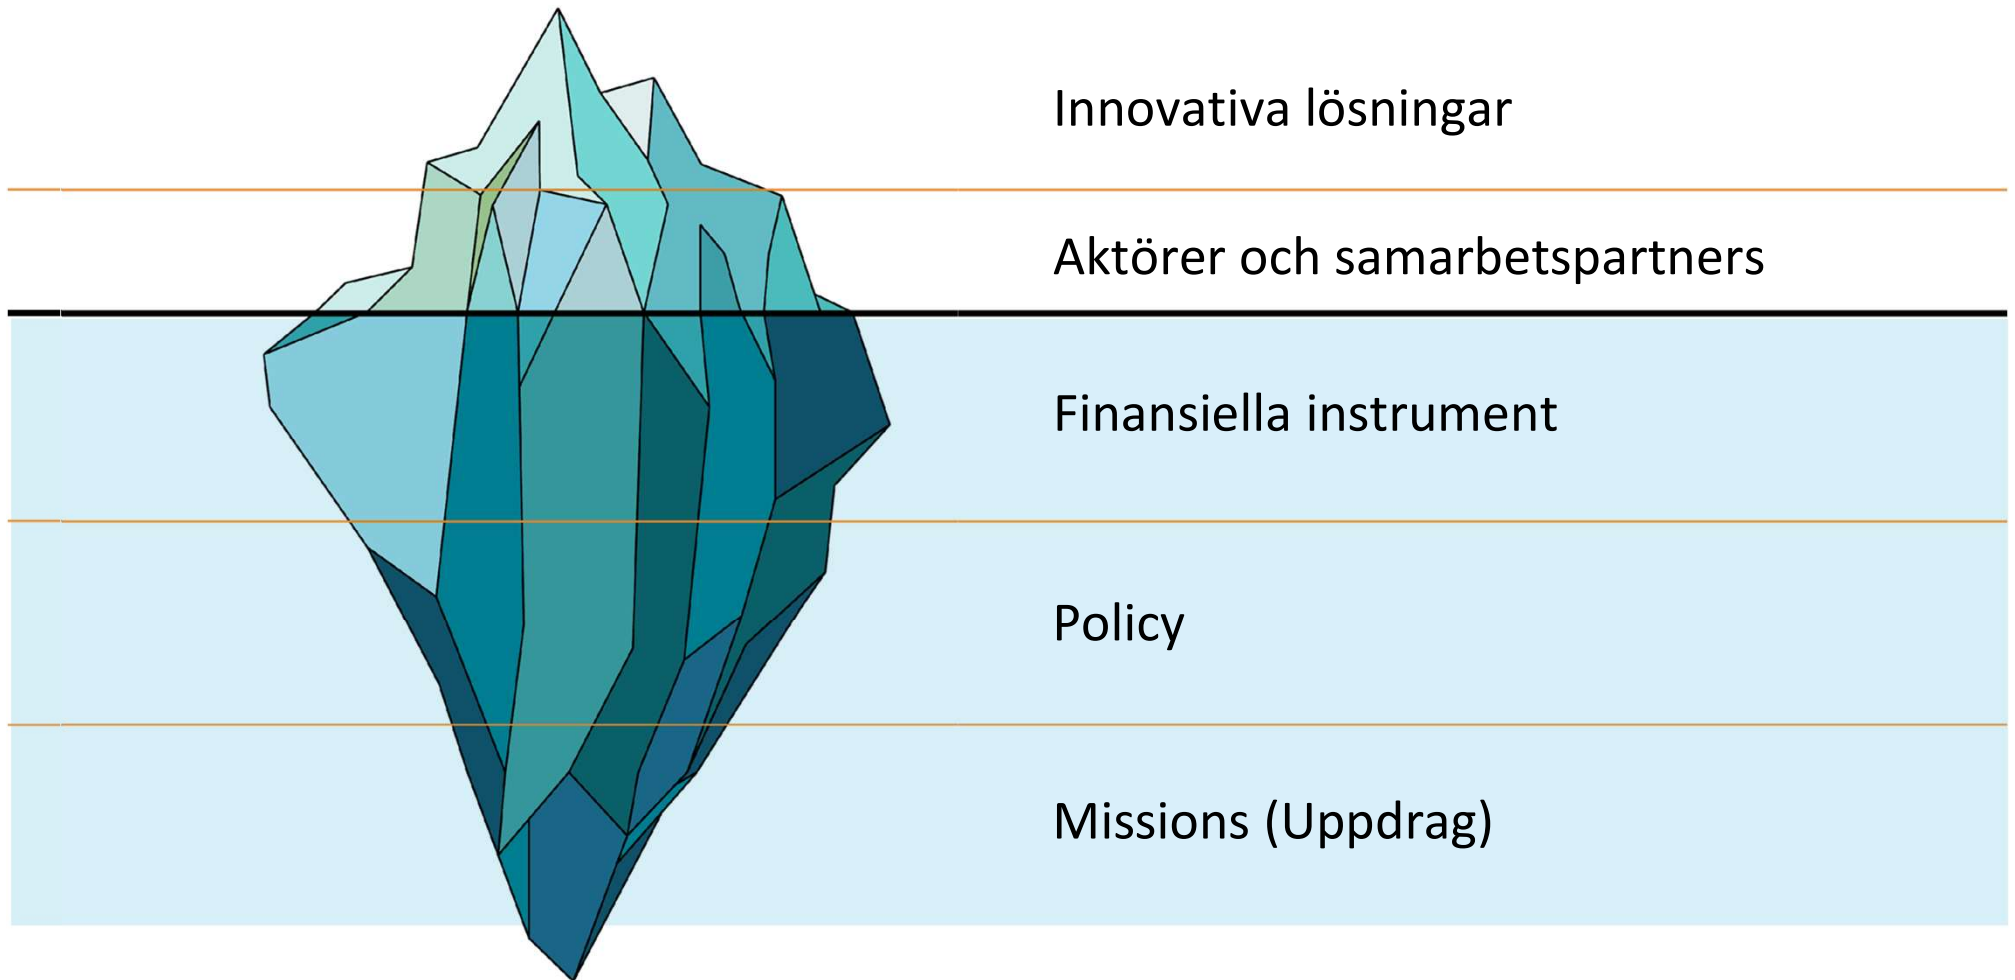 Innovativa lösningar
Aktörer och samarbetspartners
Finansiella instrument
Policy
Missions (Uppdrag)